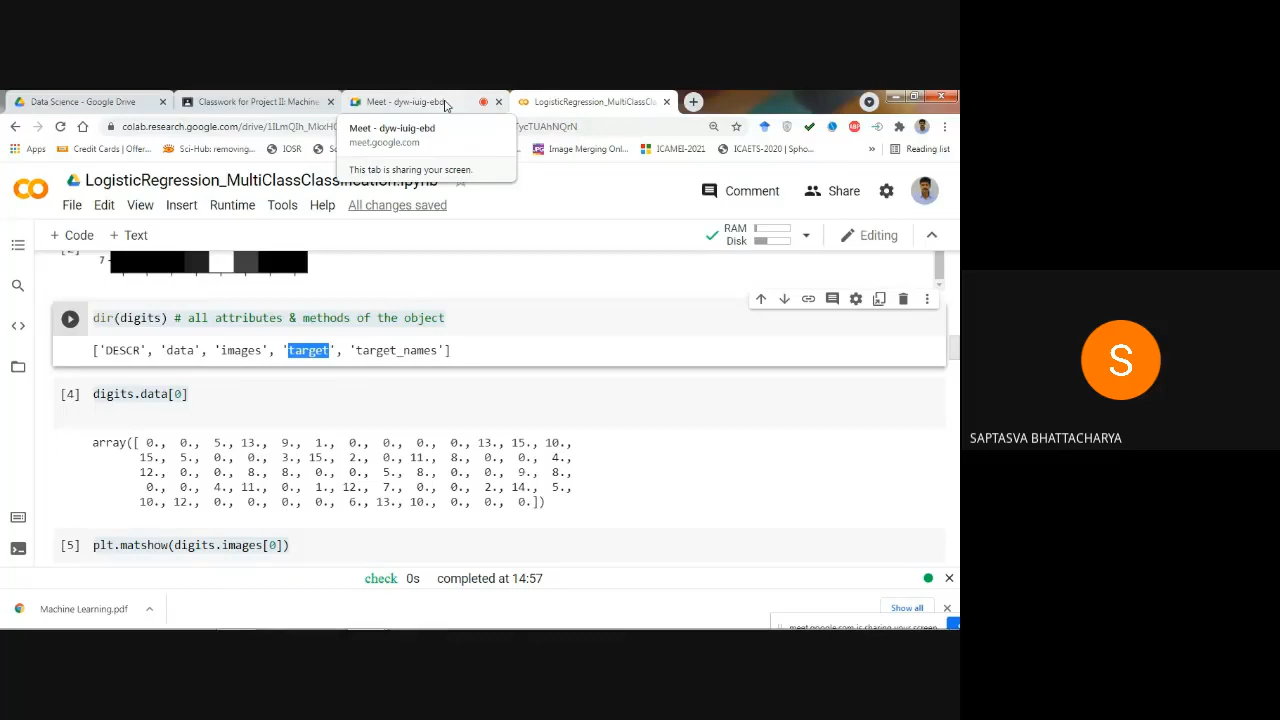 Data Science - Google Drive
Classwork for Project II: Machine
Meet - dyw-iuig-ebd
LogisticRegression_MultiClassCla
colab.research.google.com/drive/
Meet - dyw-iuig-ebd
meet.google.com
This tab is sharing your screen.
Apps
Credit Cards | Offer...
Sci-Hub: removing...
IOSR
Image Merging Onl...
ICAMEI-2021
ICAETS-2020 | Spho...
»
Reading list
LogisticRegression_MultiClassClassification.ipynb
Comment
Share
File Edit View Insert Runtime Tools Help All changes saved
+ Code + Text
RAM
Disk
Editing
7
dir(digits) # all attributes & methods of the object
['DESCR', 'data', 'images', 'target', 'target_names']
[4] digits.data[0]
array([ 0., 0., 5., 13., 9., 1., 0., 0., 0., 0., 13., 15., 10.,
15., 5., 0., 0., 3., 15., 2., 0., 11., 8., 0., 0., 4.,
12., 0., 0., 8., 8., 0., 0., 5., 8., 0., 0., 9., 8.,
0., 0., 4., 11., 0., 1., 12., 7., 0., 0., 2., 14., 5.,
10., 12., 0., 0., 0., 0., 6., 13., 10., 0., 0., 0.])
[5] plt.matshow(digits.images[0])
check 0s completed at 14:57
Machine Learning.pdf
Show all
meet.google.com is sharing your screen
S
SAPTASVA BHATTACHARYA